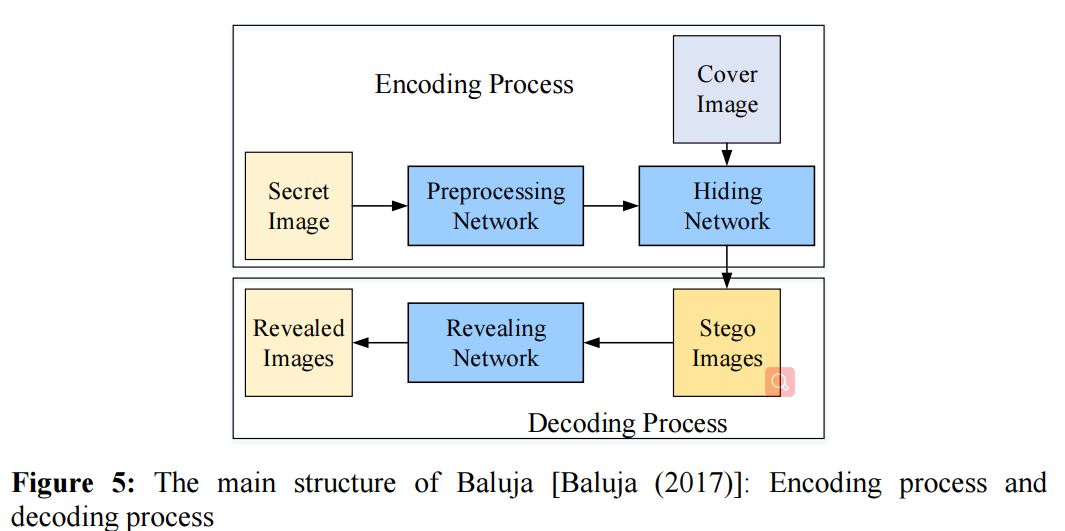 Encoding Process
Cover
Image
Secret
Image
Preprocessing
Network
Hiding
Network
Revealed
Images
Revealing
Network
Stego
Images
Decoding Process
Figure 5: The main structure of Baluja [Baluja (2017)]: Encoding process and
decoding process